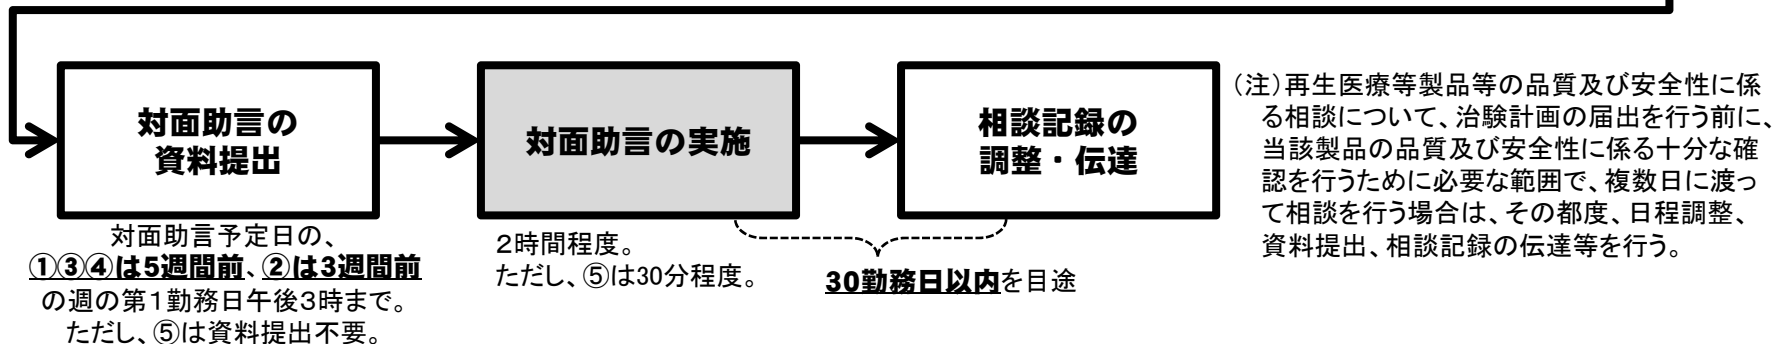 対面助言の
資料提出
対面助言の実施
相談記録の
調整・伝達
対面助言予定日の、
①③④は5週間前、②は3週間前
の週の第1勤務日午後3時まで。
ただし、⑤は資料提出不要。
2時間程度。
ただし、⑤は30分程度。
30勤務日以内を目途
(注)再生医療等製品等の品質及び安全性に係
る相談について、治験計画の届出を行う前に、
当該製品の品質及び安全性に係る十分な確
認を行うために必要な範囲で、複数日に渡っ
て相談を行う場合は、その都度、日程調整、
資料提出、相談記録の伝達等を行う。